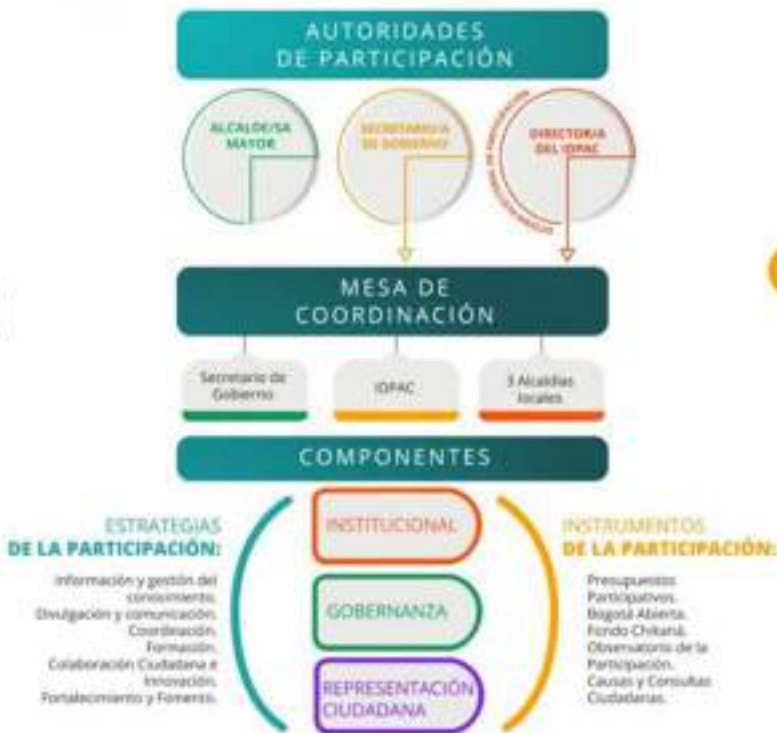 AUTORIDADES
DE PARTICIPACIÓN
ALCALDE/SA
MAYOR
SECRETARIO/A
DE GOBIERNO
DIRECTOR/A
DEL IDPAC
MESA DE
COORDINACIÓN
Secretario de
Gobierno
IDPAC
3 Alcaldías
locales
COMPONENTES
ESTRATEGIAS
DE LA PARTICIPACIÓN:
Información y gestión del
conocimiento.
Divulgación y comunicación.
Coordinación.
Formación.
Colaboración Ciudadana e
Innovación.
Fortalecimiento y Fomento.
INSTITUCIONAL
GOBERNANZA
REPRESENTACIÓN
CIUDADANA
INSTRUMENTOS
DE LA PARTICIPACIÓN:
Presupuestos
Participativos.
Bogotá Abierta.
Fondo Chikaná.
Observatorio de la
Participación.
Causas y Consultas
Ciudadanas.